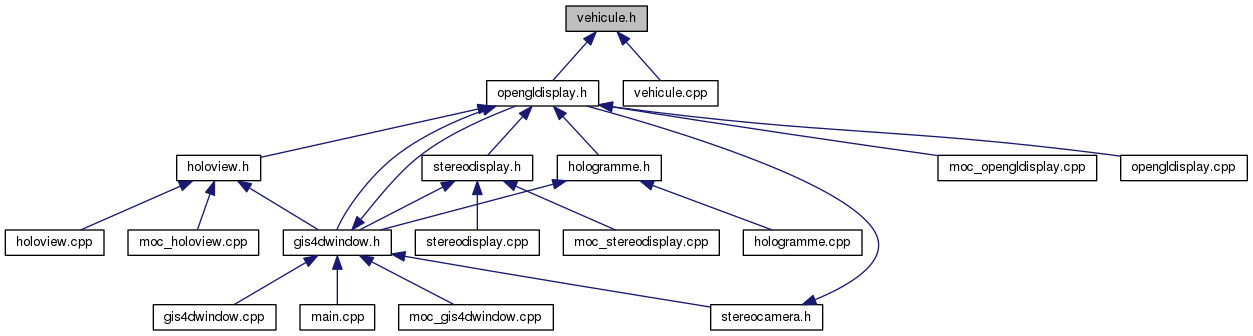 vehicule.h
opengldisplay.h
vehicule.cpp
holoview.h
stereodisplay.h
hologramme.h
moc_opengldisplay.cpp
opengldisplay.cpp
holoview.cpp
moc_holoview.cpp
gis4dwindow.h
stereodisplay.cpp
moc_stereodisplay.cpp
hologramme.cpp
gis4dwindow.cpp
main.cpp
moc_gis4dwindow.cpp
stereocamera.h